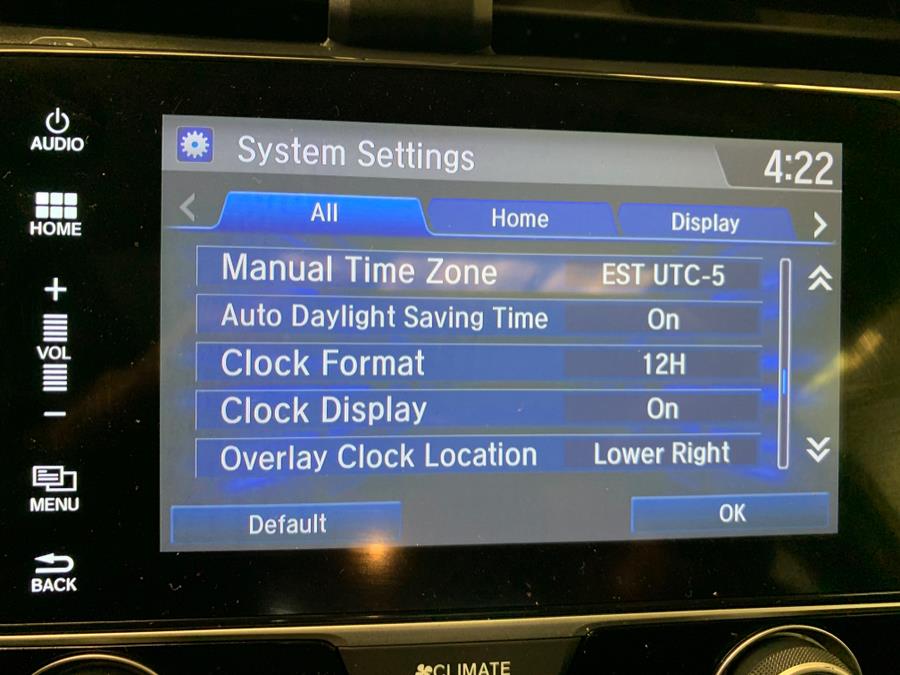 AUDIO
HOME
+
VOL
−
MENU
BACK
System Settings 4:22
All Home Display
Manual Time Zone EST UTC-5
Auto Daylight Saving Time On
Clock Format 12H
Clock Display On
Overlay Clock Location Lower Right
Default OK
CLIMATE